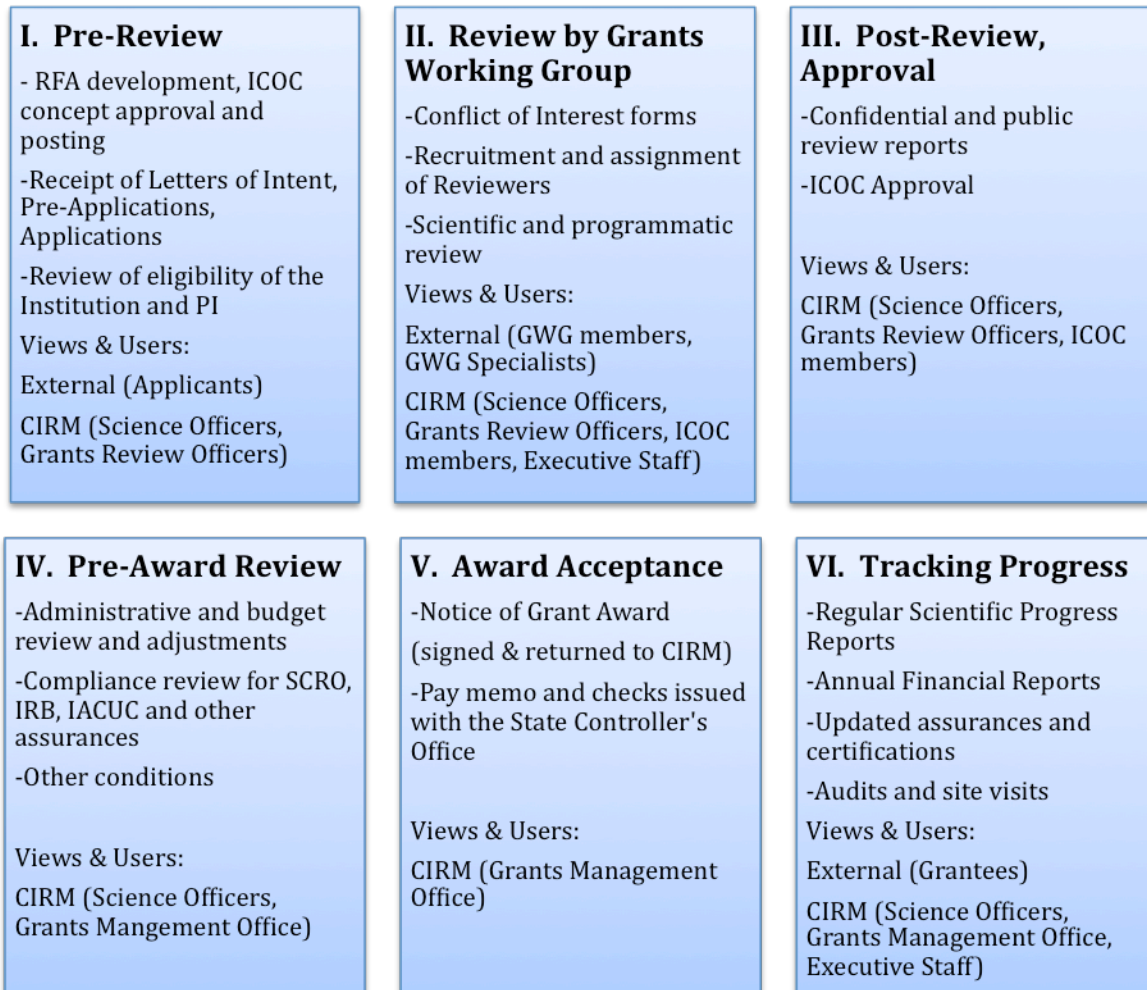 I. Pre-Review
- RFA development, ICOC
concept approval and
posting
-Receipt of Letters of Intent,
Pre-Applications,
Applications
-Review of eligibility of the
Institution and PI
Views & Users:
External (Applicants)
CIRM (Science Officers,
Grants Review Officers)
II. Review by Grants
Working Group
-Conflict of Interest forms
-Recruitment and assignment
of Reviewers
-Scientific and programmatic
review
Views & Users:
External (GWG members,
GWG Specialists)
CIRM (Science Officers,
Grants Review Officers, ICOC
members, Executive Staff)
III. Post-Review,
Approval
-Confidential and public
review reports
-ICOC Approval
Views & Users:
CIRM (Science Officers,
Grants Review Officers, ICOC
members)
IV. Pre-Award Review
-Administrative and budget
review and adjustments
-Compliance review for SCRO,
IRB, IACUC and other
assurances
-Other conditions
Views & Users:
CIRM (Science Officers,
Grants Mangement Office)
V. Award Acceptance
-Notice of Grant Award
(signed & returned to CIRM)
-Pay memo and checks issued
with the State Controller's
Office
Views & Users:
CIRM (Grants Management
Office)
VI. Tracking Progress
-Regular Scientific Progress
Reports
-Annual Financial Reports
-Updated assurances and
certifications
-Audits and site visits
Views & Users:
External (Grantees)
CIRM (Science Officers,
Grants Management Office,
Executive Staff)